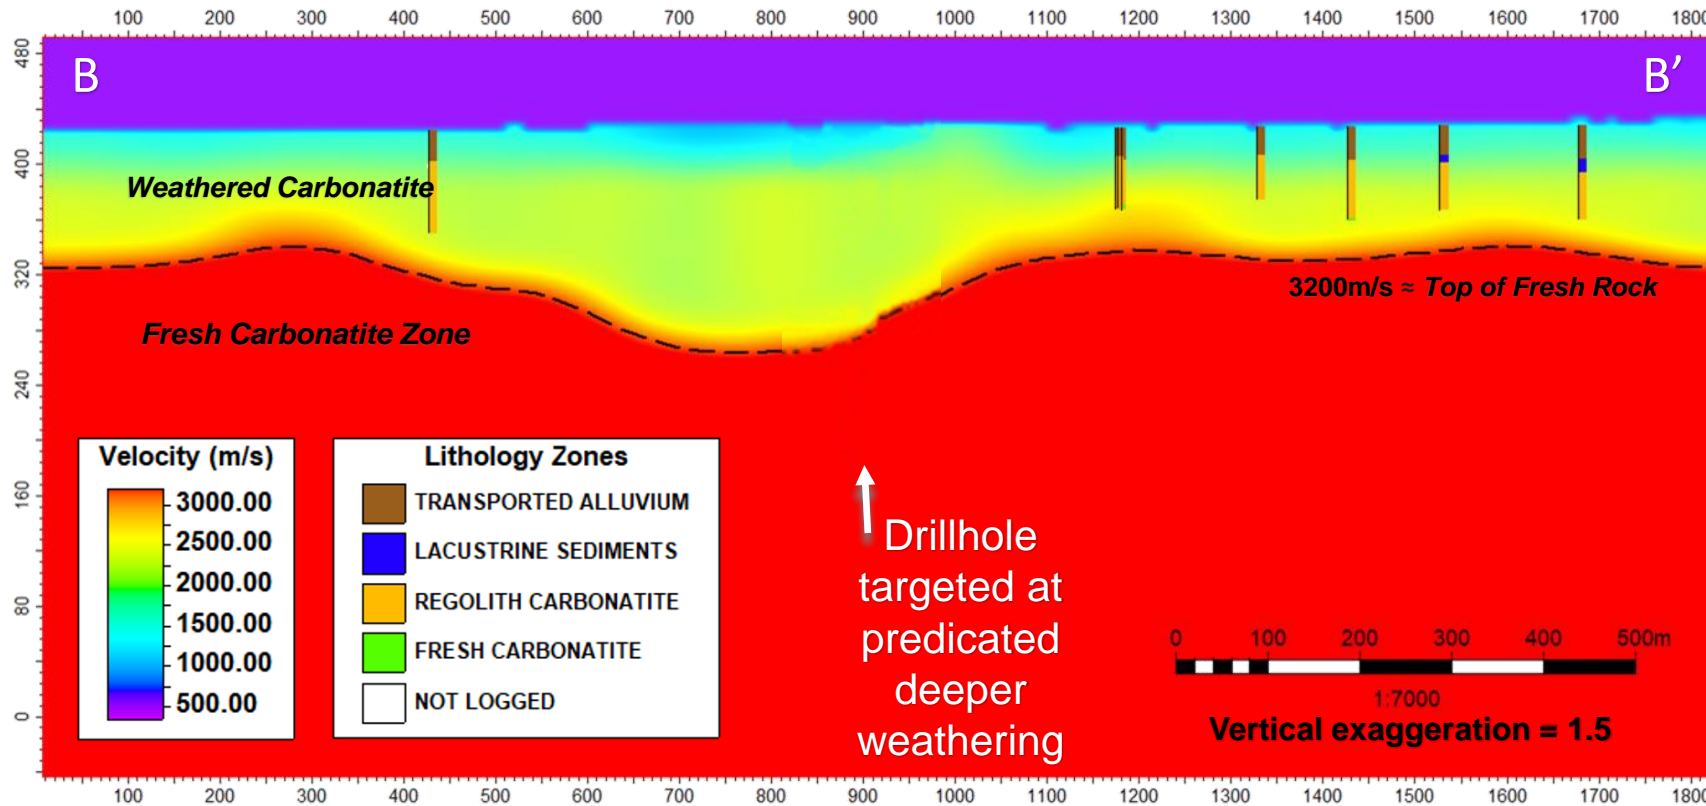 100 200 300 400 500 600 700 800 900 1000 1100 1200 1300 1400 1500 1600 1700 1800
480
B
B’
400
Weathered Carbonatite
320
3200m/s ≈ Top of Fresh Rock
Fresh Carbonatite Zone
240
Velocity (m/s)
3000.00
2500.00
2000.00
1500.00
1000.00
500.00
Lithology Zones
TRANSPORTED ALLUVIUM
LACUSTRINE SEDIMENTS
REGOLITH CARBONATITE
FRESH CARBONATITE
NOT LOGGED
160
Drillhole
targeted at
predicated
deeper
weathering
80
0 100 200 300 400 500m
1:7000
Vertical exaggeration = 1.5
0
100 200 300 400 500 600 700 800 900 1000 1100 1200 1300 1400 1500 1600 1700 1800